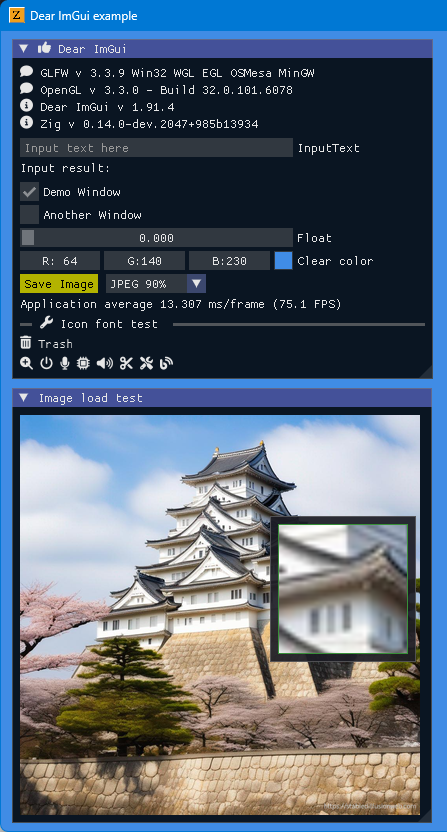 Z Dear ImGui example
Dear ImGui
GLFW v 3.3.9 Win32 WGL EGL OSMesa MinGW
OpenGL v 3.3.0 - Build 32.0.101.6078
Dear ImGui v 1.91.4
Zig v 0.14.0-dev.2047+985b13934
Input text here InputText
Input result:
Demo Window
Another Window
0.000 Float
R: 64 G:140 B:230 Clear color
Save Image JPEG 90%
Application average 13.307 ms/frame (75.1 FPS)
Icon font test
Trash
Image load test